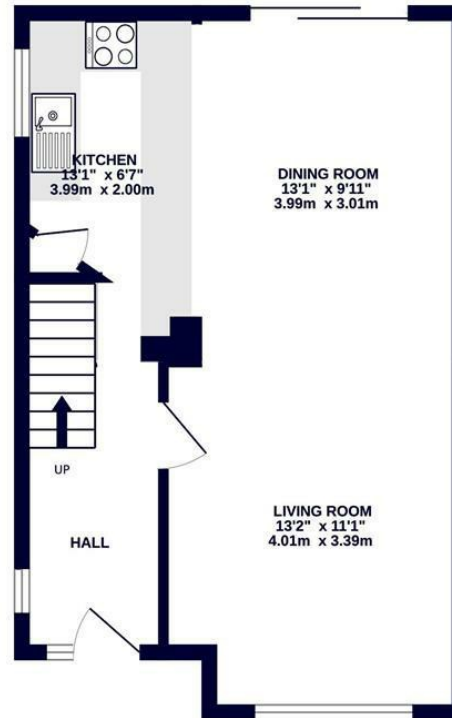 KITCHEN
13'1" x 6'7"
3.99m x 2.00m
DINING ROOM
13'1" x 9'11"
3.99m x 3.01m
UP
HALL
LIVING ROOM
13'2" x 11'1"
4.01m x 3.39m